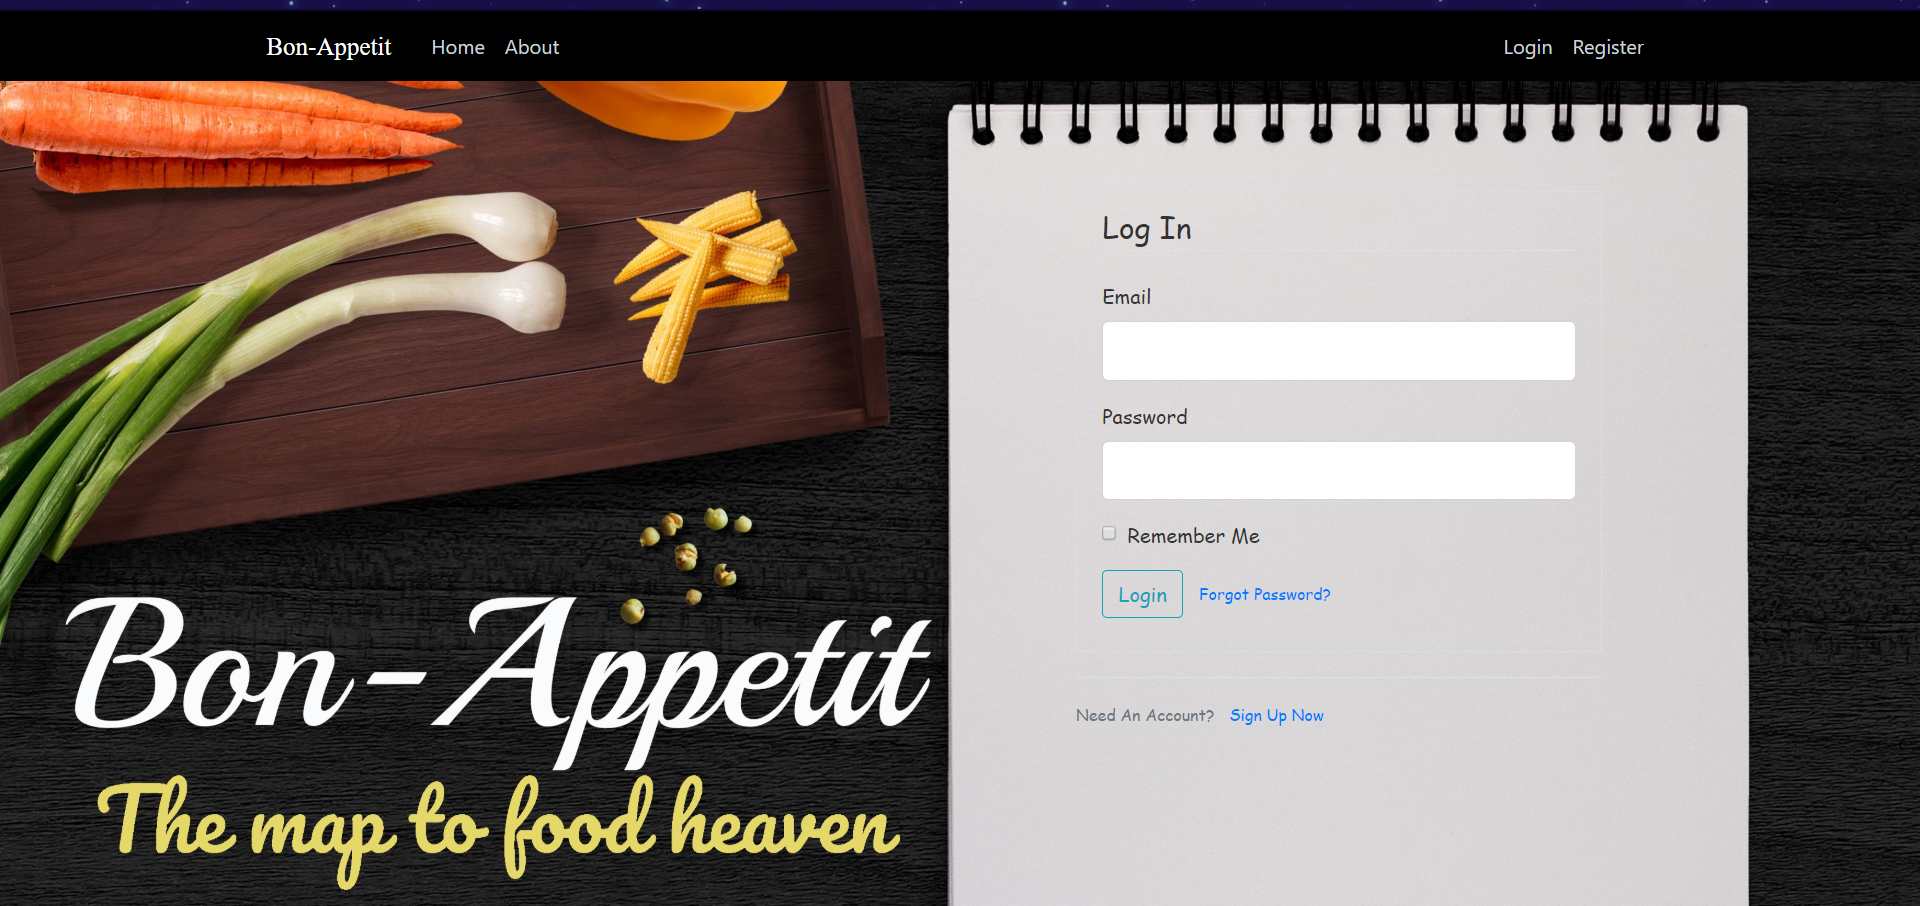 Bon-Appetit Home About Login Register
Log In
Email
Password
Remember Me
Login Forgot Password?
Need An Account? Sign Up Now
Bon-Appetit
The map to food heaven